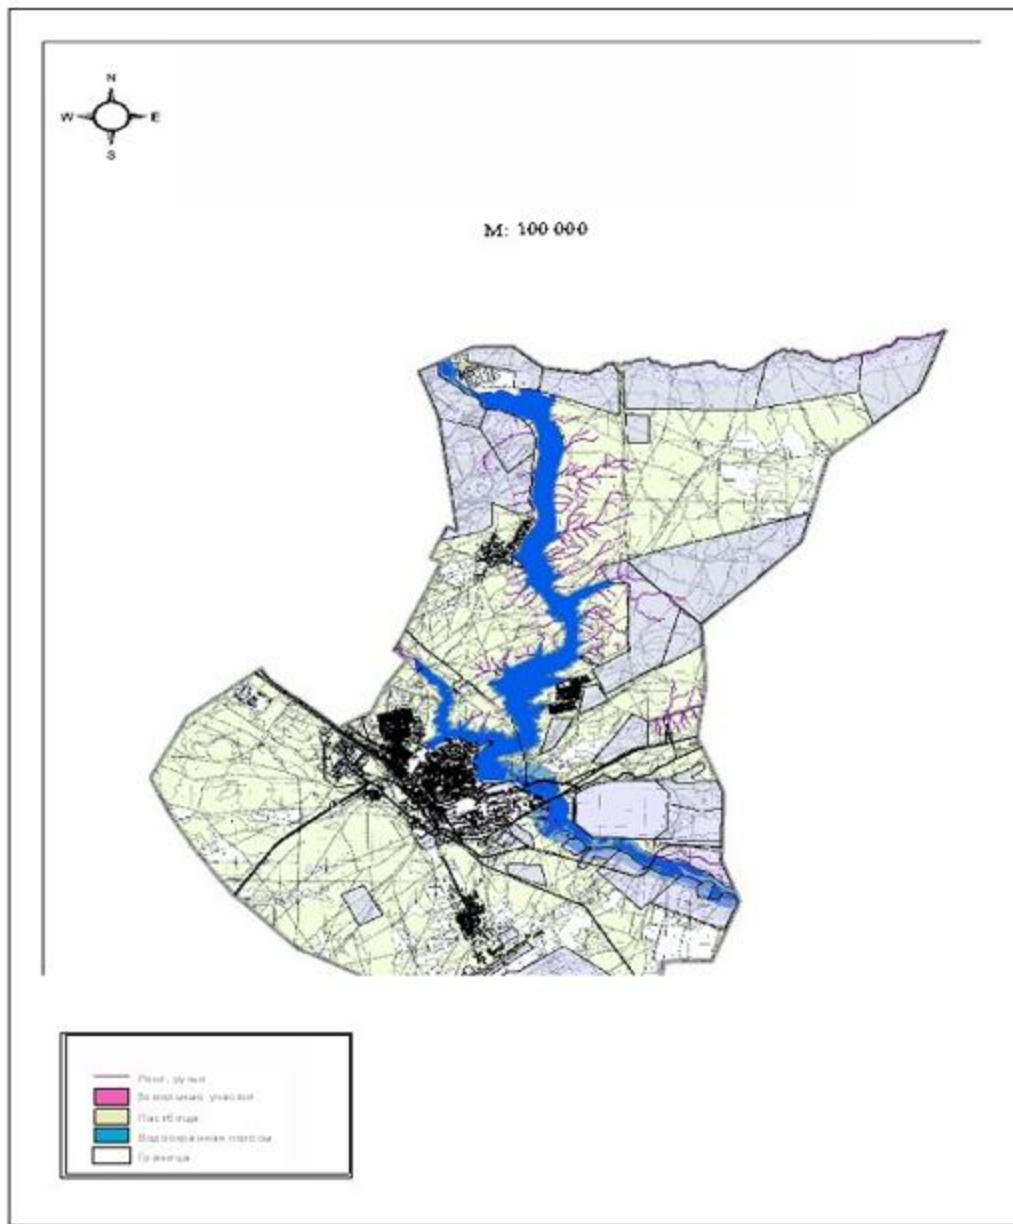 N
W E
S
М: 100 000
Реки, ручьи
Земельные участки
Пастбища
Водоохранная полоса
Граница